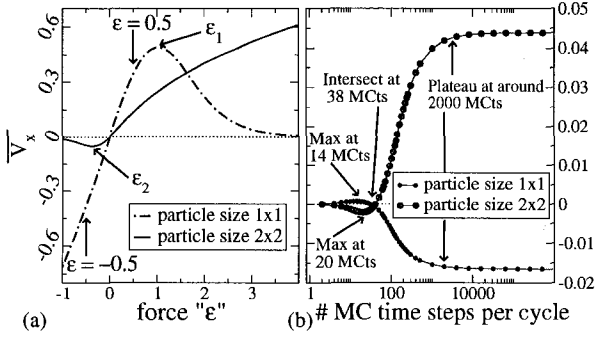 0.6
0.3
0
-0.3
-0.6
V̅x
ε = 0.5
ε1
ε2
ε = -0.5
particle size 1x1
particle size 2x2
-1
0
1
2
3
(a)
force "ε"
0.05
0.04
0.03
0.02
0.01
0
-0.01
-0.02
Intersect at
38 MCts
Plateau at around
2000 MCts
Max at
14 MCts
particle size 1x1
particle size 2x2
Max at
20 MCts
1
100
10000
(b)
# MC time steps per cycle